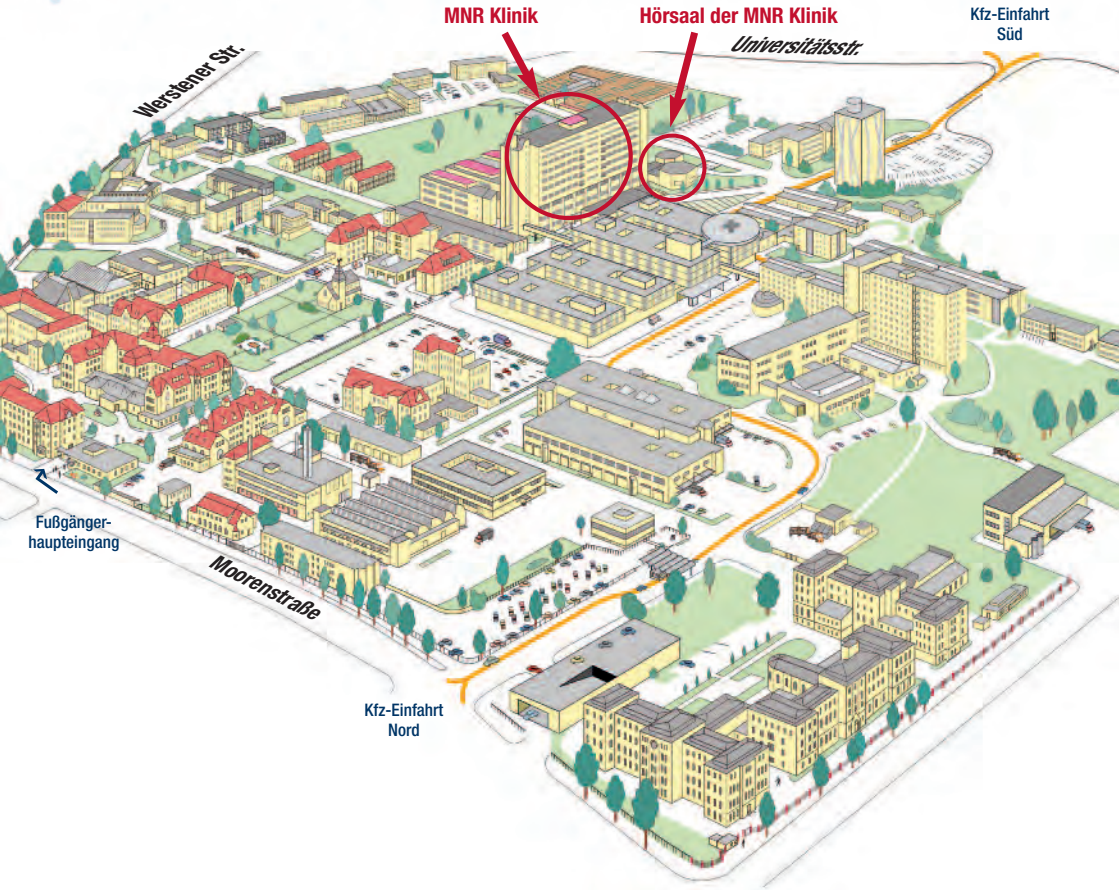 MNR Klinik
Hörsaal der MNR Klinik
Kfz-Einfahrt
Süd
Universitätsstr.
Werstener Str.
Fußgänger-
haupteingang
Moorenstraße
Kfz-Einfahrt
Nord